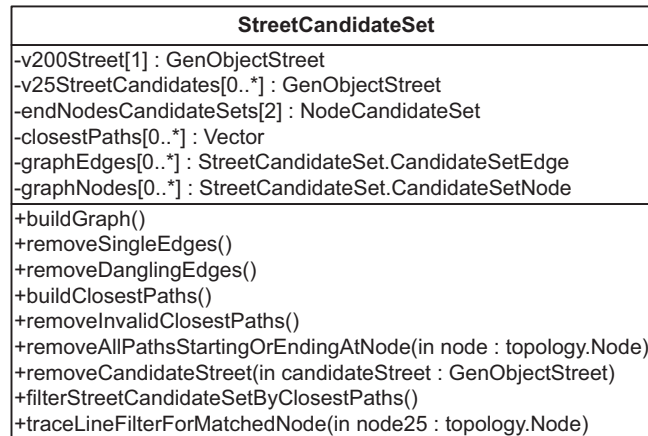 StreetCandidateSet
-v200Street[1] : GenObjectStreet
-v25StreetCandidates[0..*] : GenObjectStreet
-endNodesCandidateSets[2] : NodeCandidateSet
-closestPaths[0..*] : Vector
-graphEdges[0..*] : StreetCandidateSet.CandidateSetEdge
-graphNodes[0..*] : StreetCandidateSet.CandidateSetNode
+buildGraph()
+removeSingleEdges()
+removeDanglingEdges()
+buildClosestPaths()
+removeInvalidClosestPaths()
+removeAllPathsStartingOrEndingAtNode(in node : topology.Node)
+removeCandidateStreet(in candidateStreet : GenObjectStreet)
+filterStreetCandidateSetByClosestPaths()
+traceLineFilterForMatchedNode(in node25 : topology.Node)